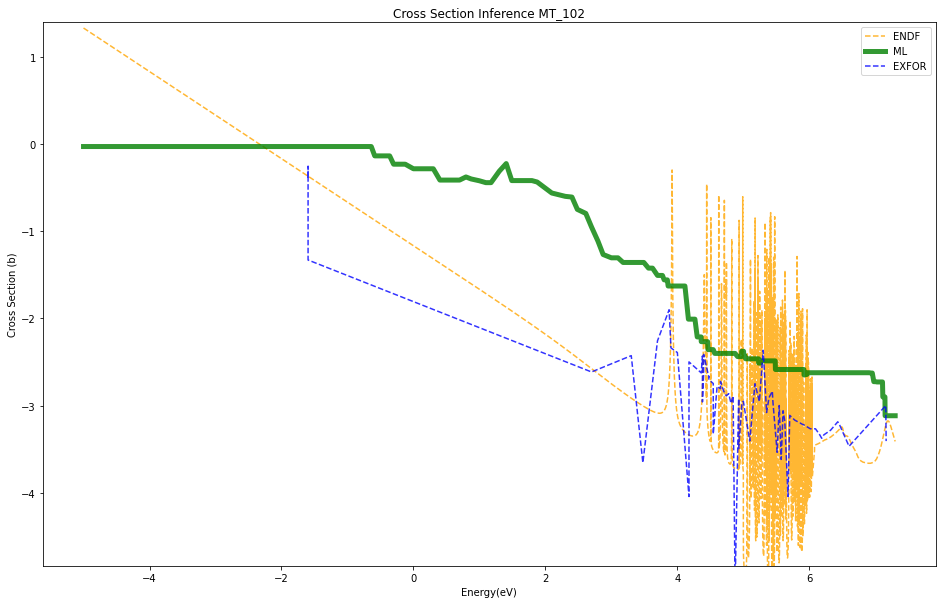 Cross Section Inference MT_102
ENDF
ML
EXFOR
Cross Section (b)
1
0
−1
−2
−3
−4
−4
−2
0
2
4
6
Energy(eV)